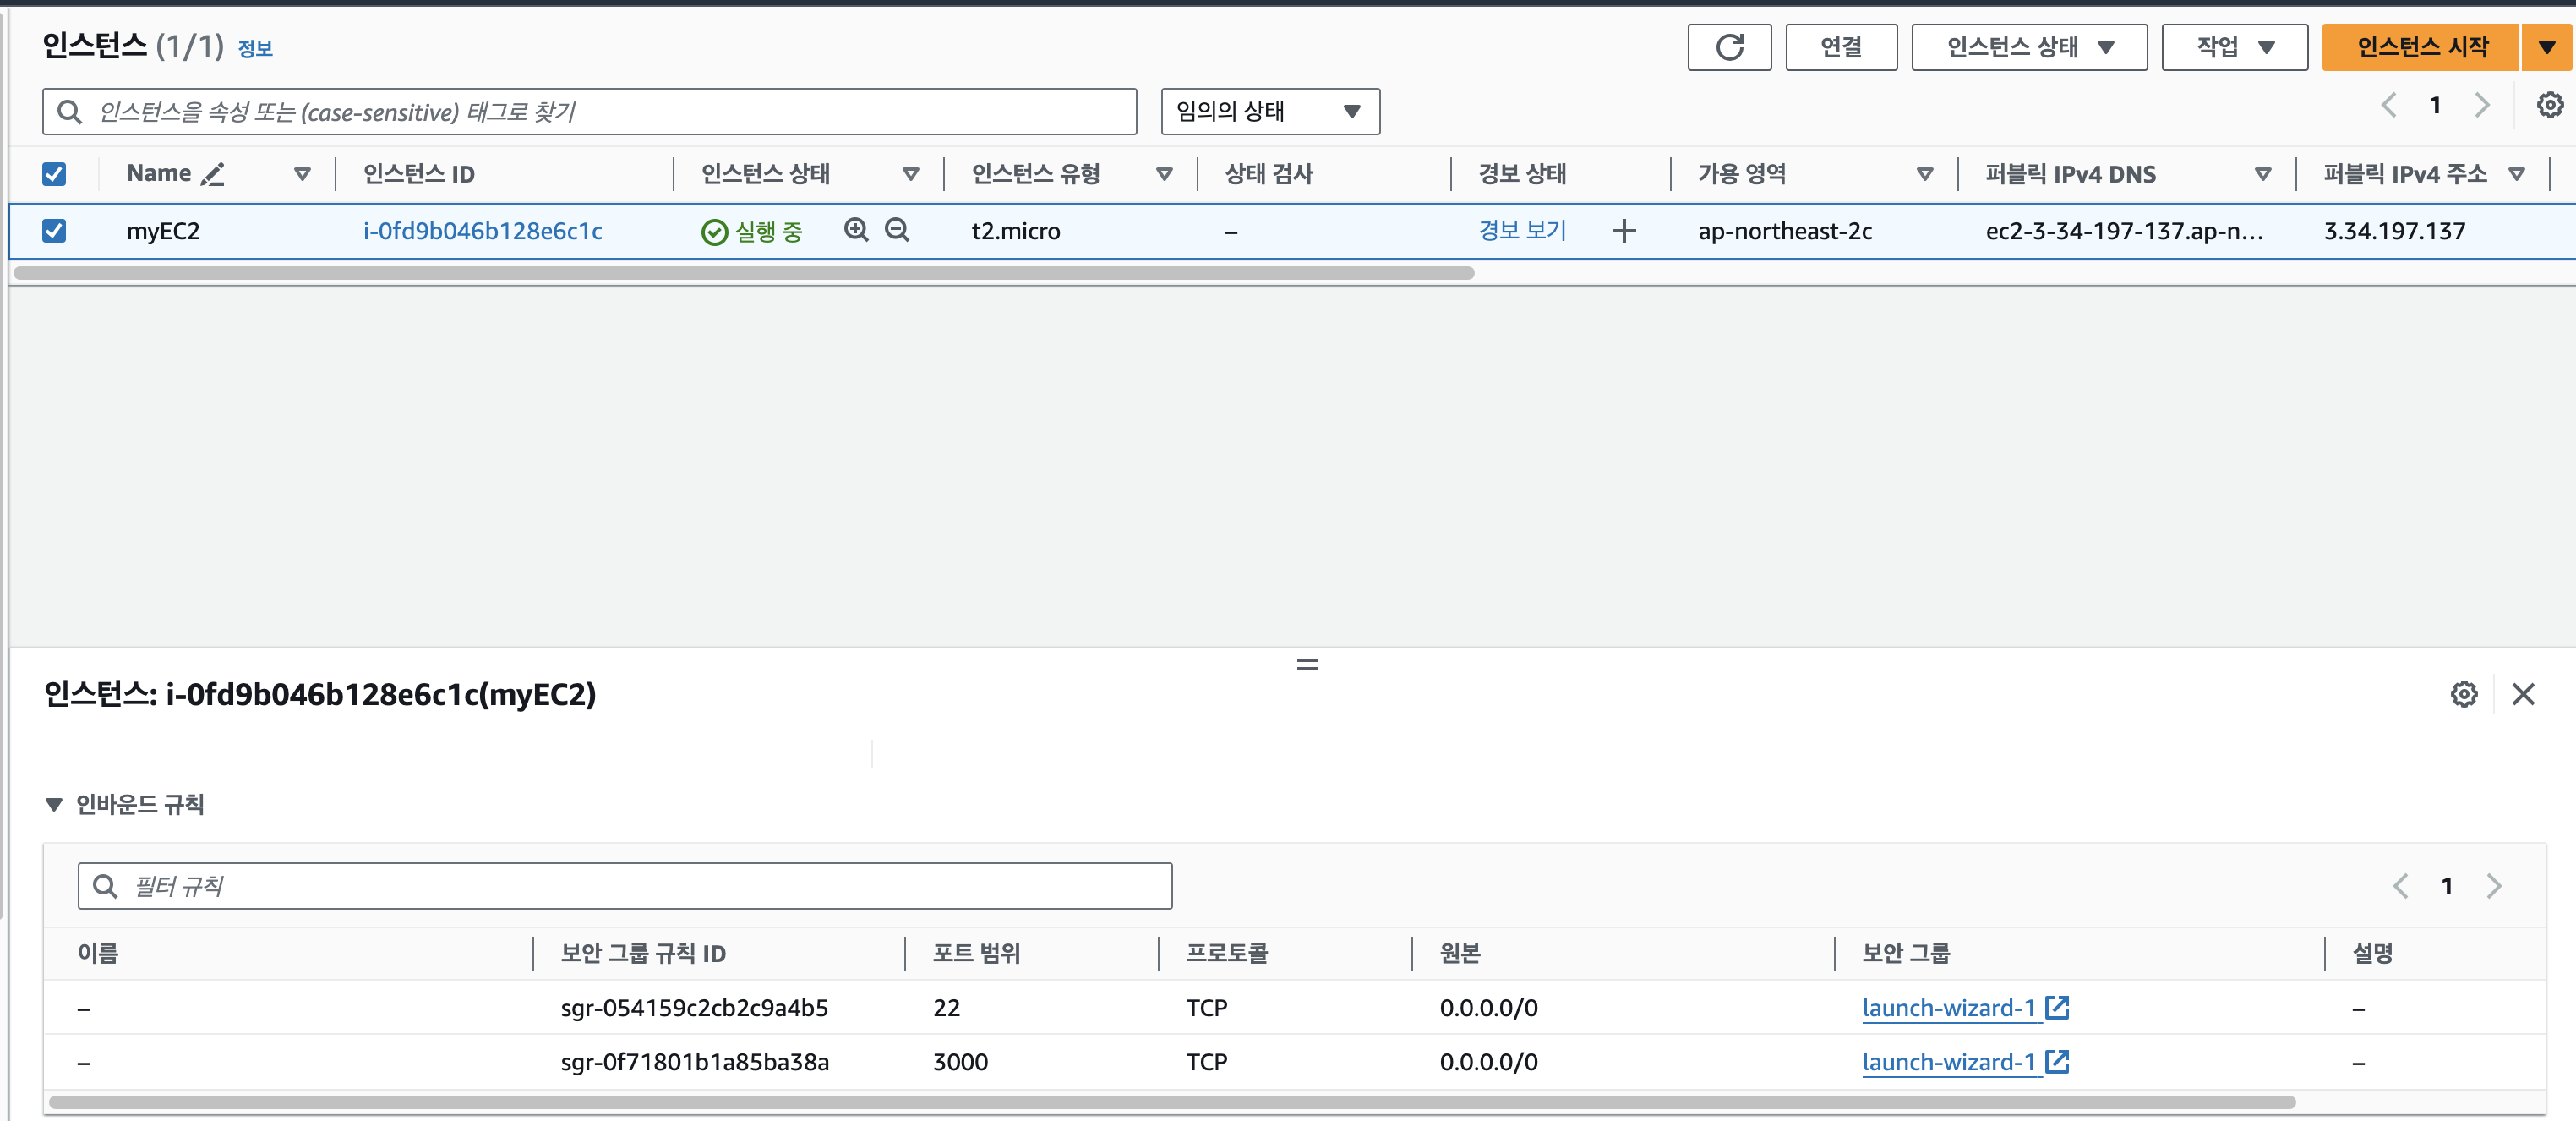 인스턴스 (1/1) 정보
연결
인스턴스 상태
작업
인스턴스 시작
인스턴스을 속성 또는 (case-sensitive) 태그로 찾기
임의의 상태
1
Name 인스턴스 ID 인스턴스 상태 인스턴스 유형 상태 검사 경보 상태 가용 영역 퍼블릭 IPv4 DNS 퍼블릭 IPv4 주소
myEC2 i-0fd9b046b128e6c1c 실행 중 t2.micro – 경보 보기 + ap-northeast-2c ec2-3-34-197-137.ap-n... 3.34.197.137
인스턴스: i-0fd9b046b128e6c1c(myEC2)
인바운드 규칙
필터 규칙
1
이름 보안 그룹 규칙 ID 포트 범위 프로토콜 원본 보안 그룹 설명
– sgr-054159c2cb2c9a4b5 22 TCP 0.0.0.0/0 launch-wizard-1 –
– sgr-0f71801b1a85ba38a 3000 TCP 0.0.0.0/0 launch-wizard-1 –